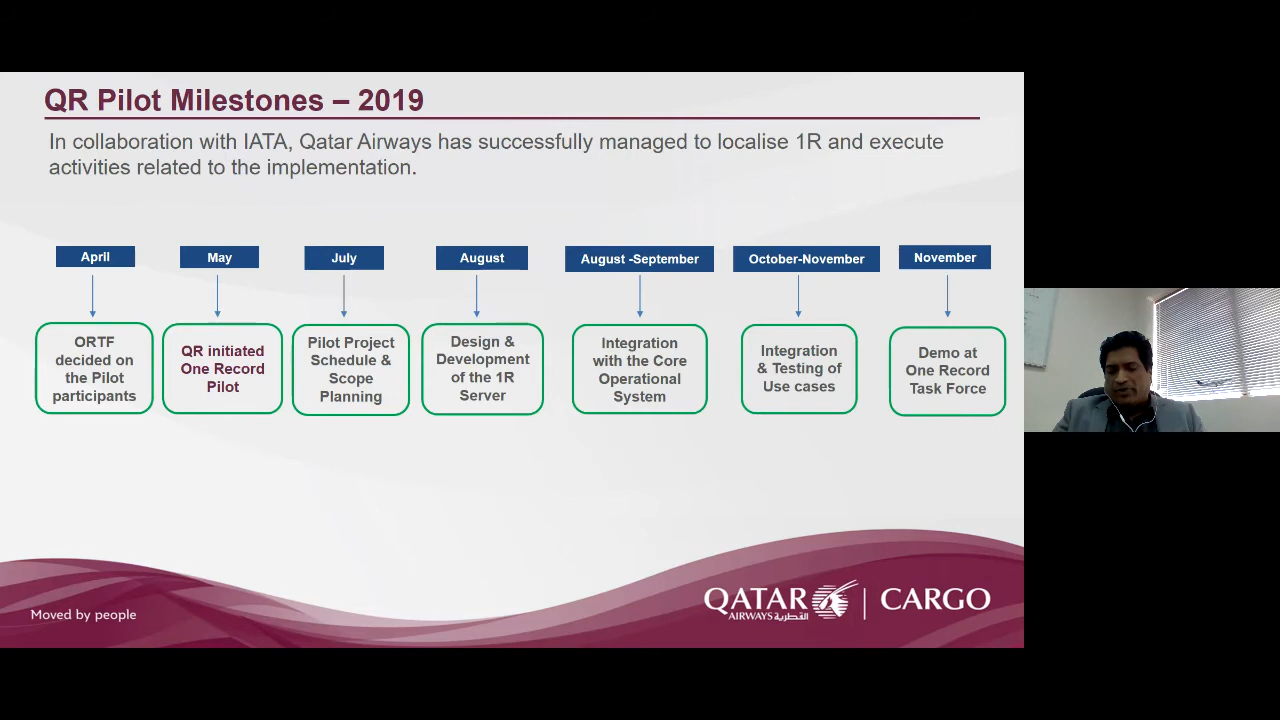 QR Pilot Milestones – 2019
In collaboration with IATA, Qatar Airways has successfully managed to localise 1R and execute
activities related to the implementation.
April
May
July
August
August -September
October-November
November
ORTF
decided on
the Pilot
participants
QR initiated
One Record
Pilot
Pilot Project
Schedule &
Scope
Planning
Design &
Development
of the 1R
Server
Integration
with the Core
Operational
System
Integration
& Testing of
Use cases
Demo at
One Record
Task Force
Moved by people
QATAR
AIRWAYS القطرية
CARGO